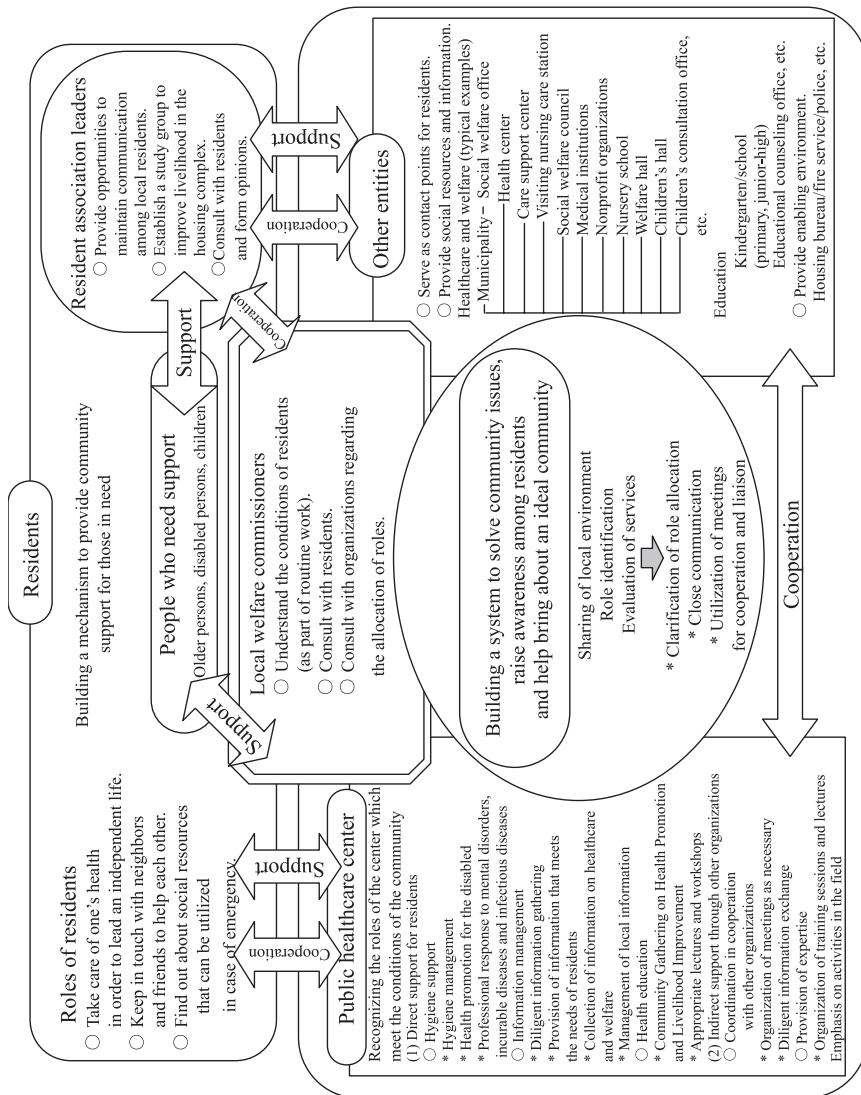 Residents
Roles of residents
○ Take care of one's health
in order to lead an independent life.
○ Keep in touch with neighbors
and friends to help each other.
○ Find out about social resources
that can be utilized
in case of emergency
Building a mechanism to provide community
support for those in need
People who need support
Older persons, disabled persons, children
Support
Support
Resident association leaders
○ Provide opportunities to
maintain communication
among local residents.
○ Establish a study group to
improve livelihood in the
housing complex.
○Consult with residents
and form opinions.
Cooperation
Support
Cooperation
Cooperation
Support
Local welfare commissioners
○ Understand the conditions of residents
(as part of routine work).
○ Consult with residents.
○ Consult with organizations regarding
the allocation of roles.
Public healthcare center
Recognizing the roles of the center which
meet the conditions of the community
(1) Direct support for residents
○ Hygiene support
* Hygiene management
* Health promotion for the disabled
* Professional response to mental disorders,
incurable diseases and infectious diseases
○ Information management
* Diligent information gathering
* Provision of information that meets
the needs of residents
* Collection of information on healthcare
and welfare
* Management of local information
○ Health education
* Community Gathering on Health Promotion
and Livelihood Improvement
* Appropriate lectures and workshops
(2) Indirect support through other organizations
○ Coordination in cooperation
with other organizations
* Organization of meetings as necessary
* Diligent information exchange
○ Provision of expertise
* Organization of training sessions and lectures
Emphasis on activities in the field
Building a system to solve community issues,
raise awareness among residents
and help bring about an ideal community
Sharing of local environment
Role identification
Evaluation of services
* Clarification of role allocation
* Close communication
* Utilization of meetings
for cooperation and liaison
Cooperation
Other entities
○ Serve as contact points for residents.
○ Provide social resources and information.
Healthcare and welfare (typical examples)
Municipality – Social welfare office
Health center
Care support center
Visiting nursing care station
Social welfare council
Medical institutions
Nonprofit organizations
Nursery school
Welfare hall
Children's hall
Children's consultation office,
etc.
Education
Kindergarten/school
(primary, junior-high)
Educational counseling office, etc.
○ Provide enabling environment.
Housing bureau/fire service/police, etc.